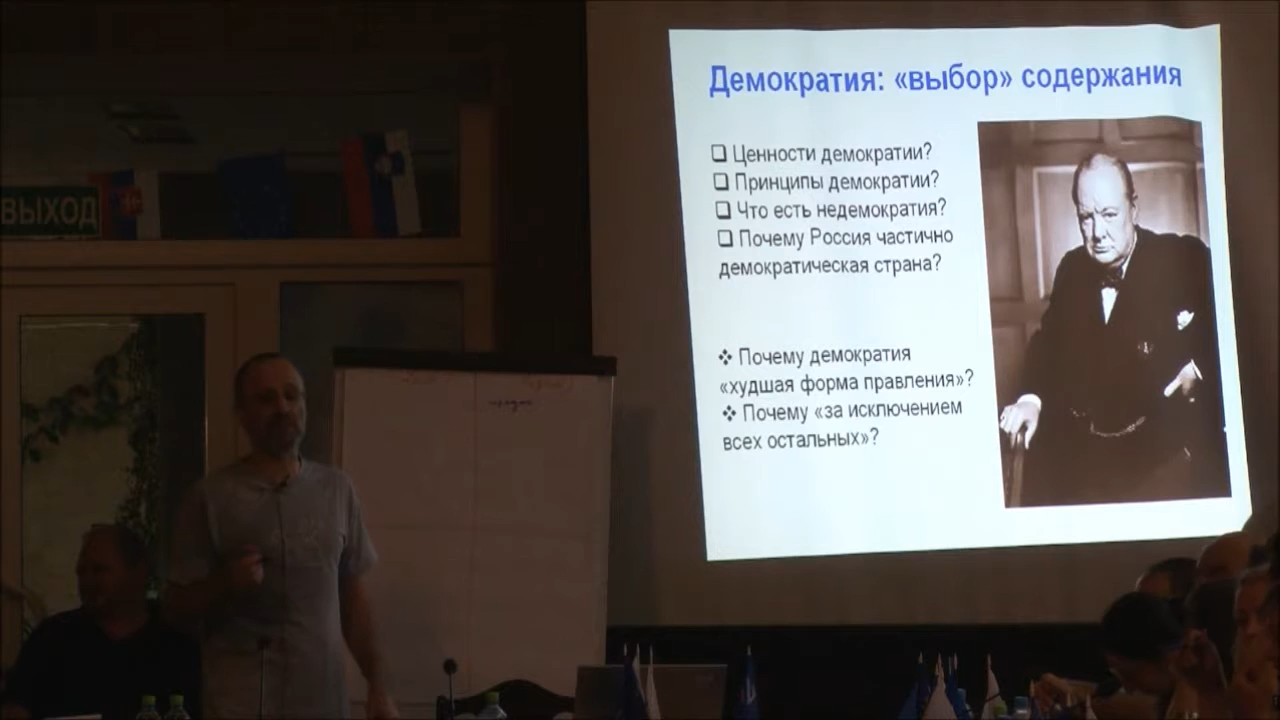 Демократия: «выбор» содержания
❑ Ценности демократии?
❑ Принципы демократии?
❑ Что есть недемократия?
❑ Почему Россия частично
демократическая страна?
❖ Почему демократия
«худшая форма правления»?
❖ Почему «за исключением
всех остальных»?
ВЫХОД